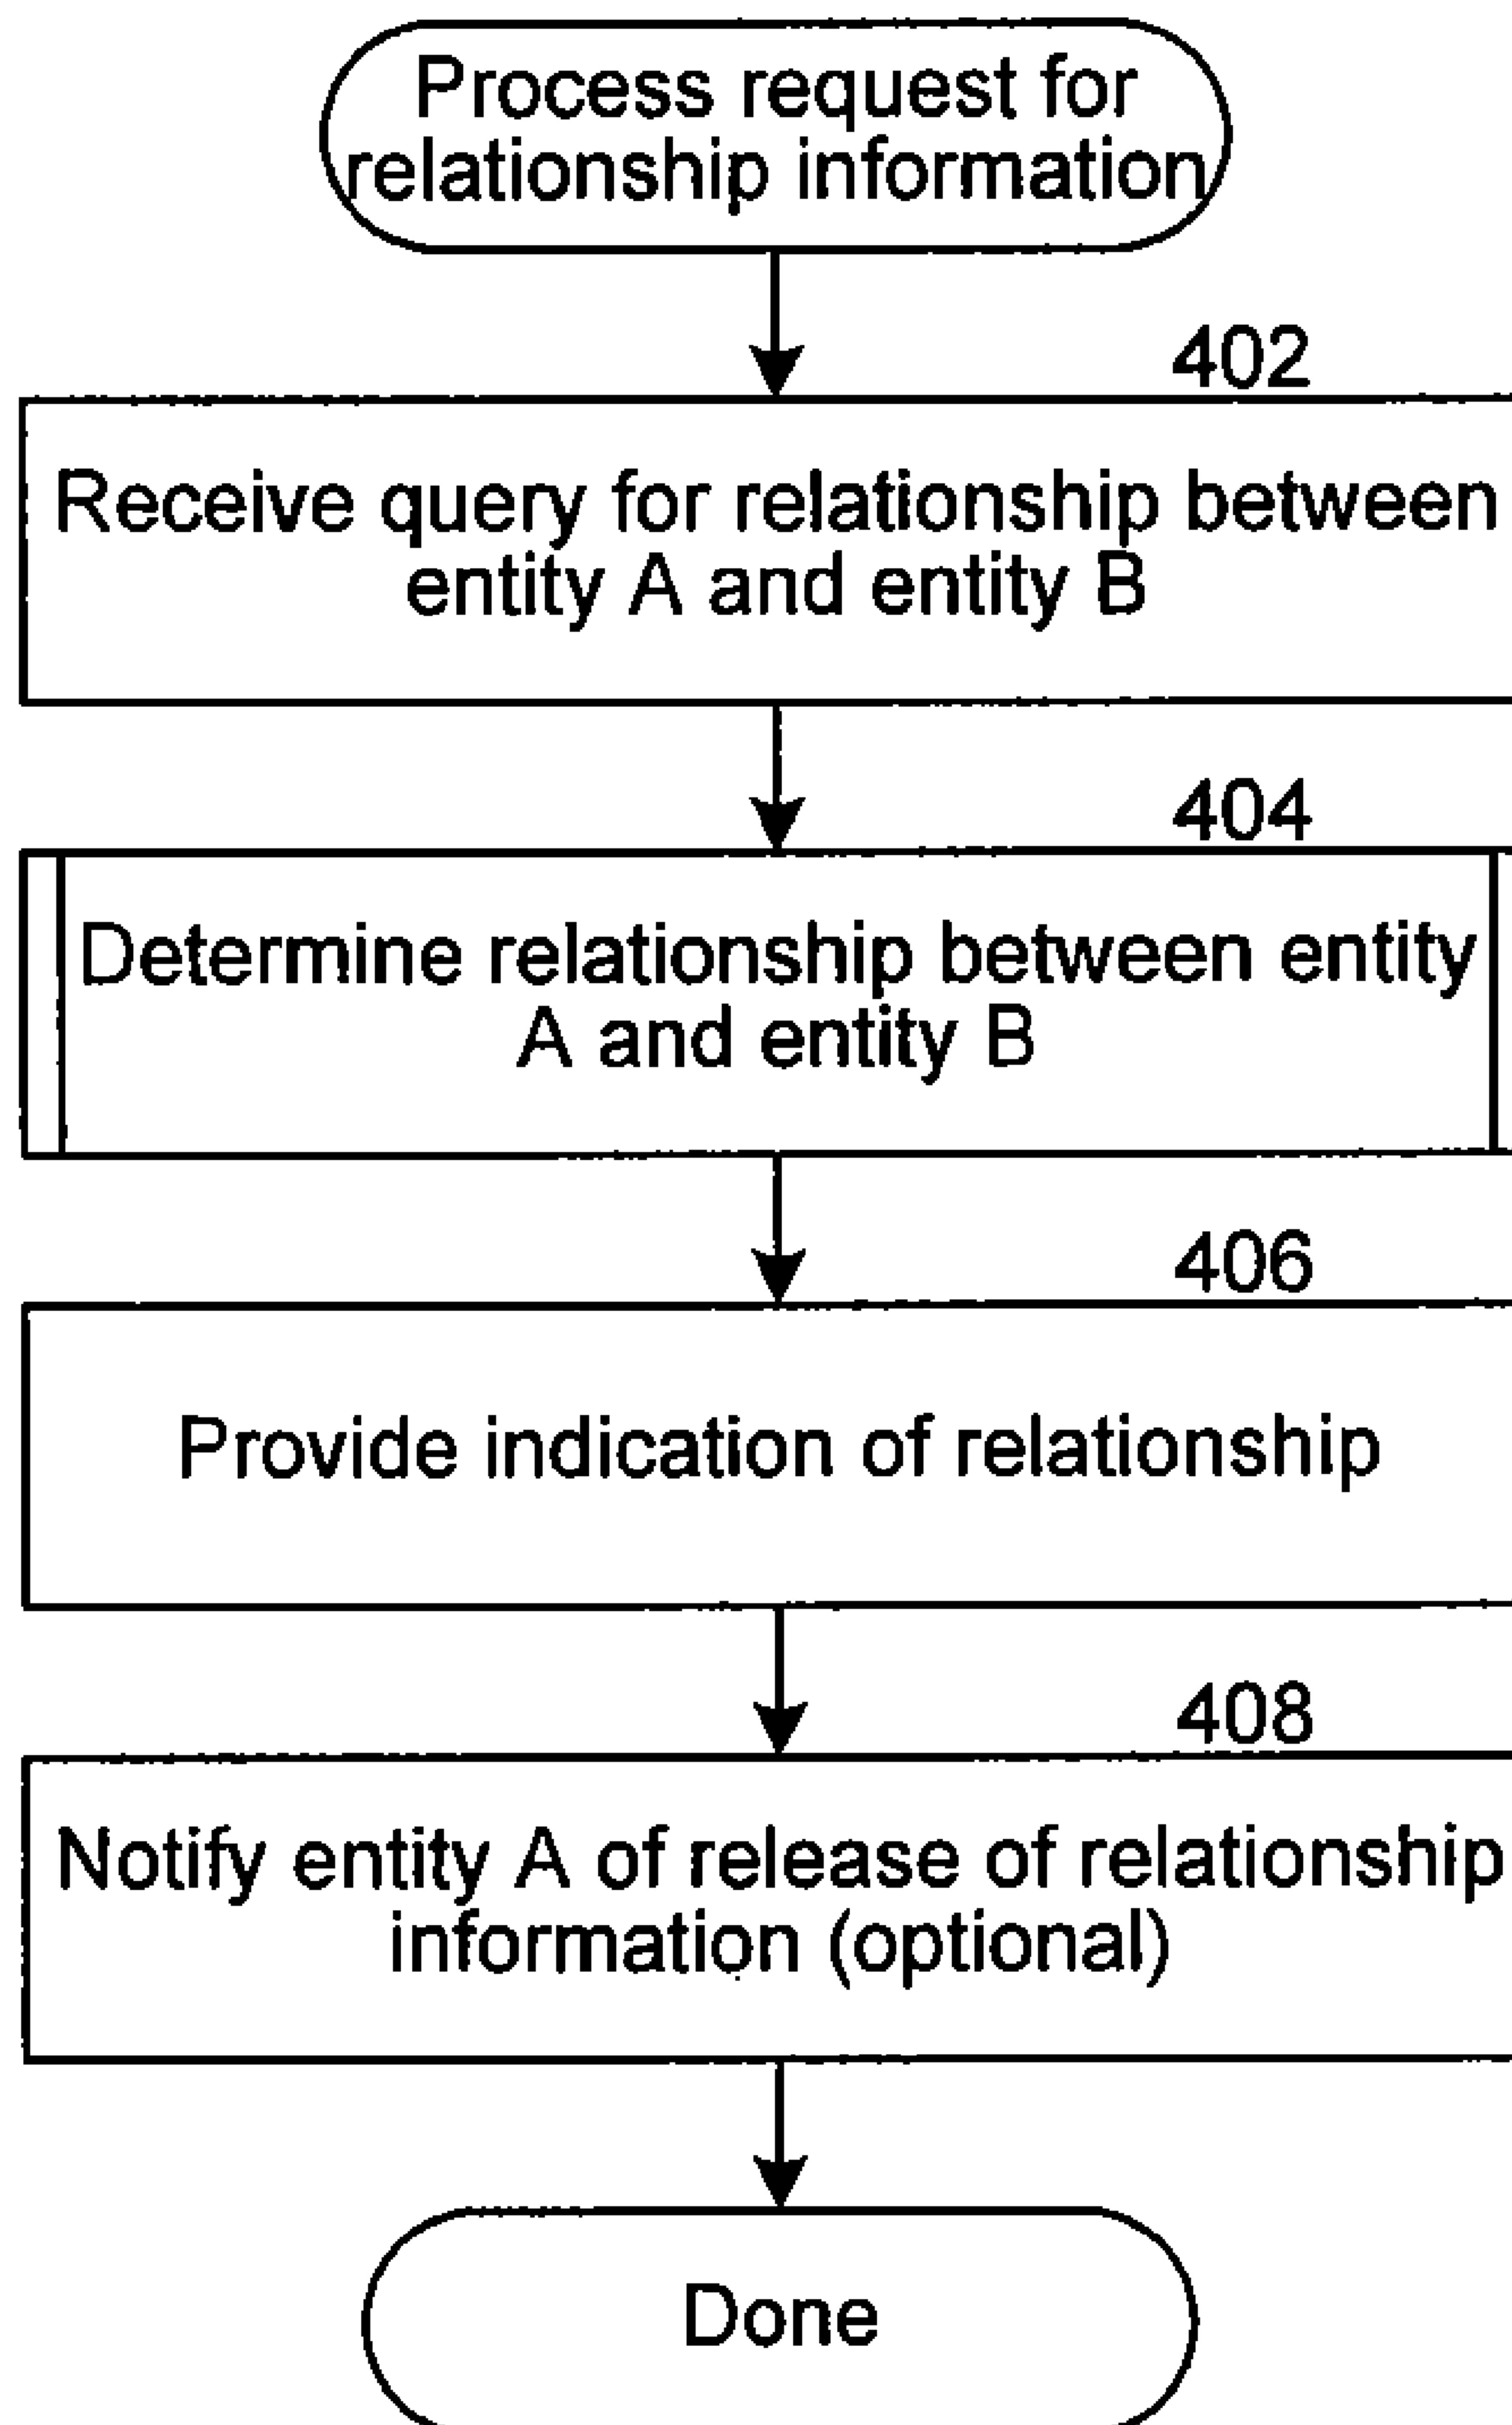 Process request for
relationship information
402
Receive query for relationship between
entity A and entity B
404
Determine relationship between entity
A and entity B
406
Provide indication of relationship
408
Notify entity A of release of relationship
information (optional)
Done